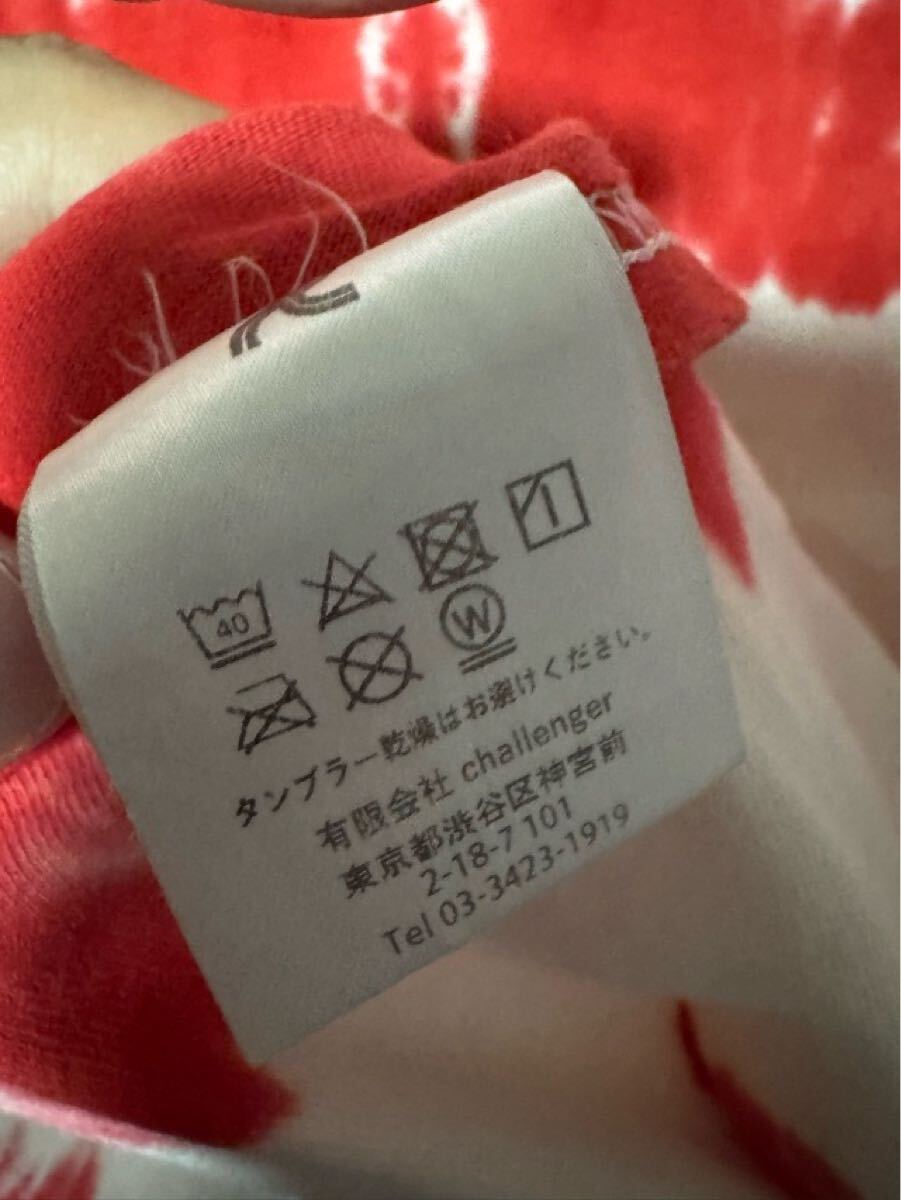 40
W
タンブラー乾燥はお避けください。
有限会社 challenger
東京都渋谷区神宮前
2-18-7 101
Tel 03-3423-1919